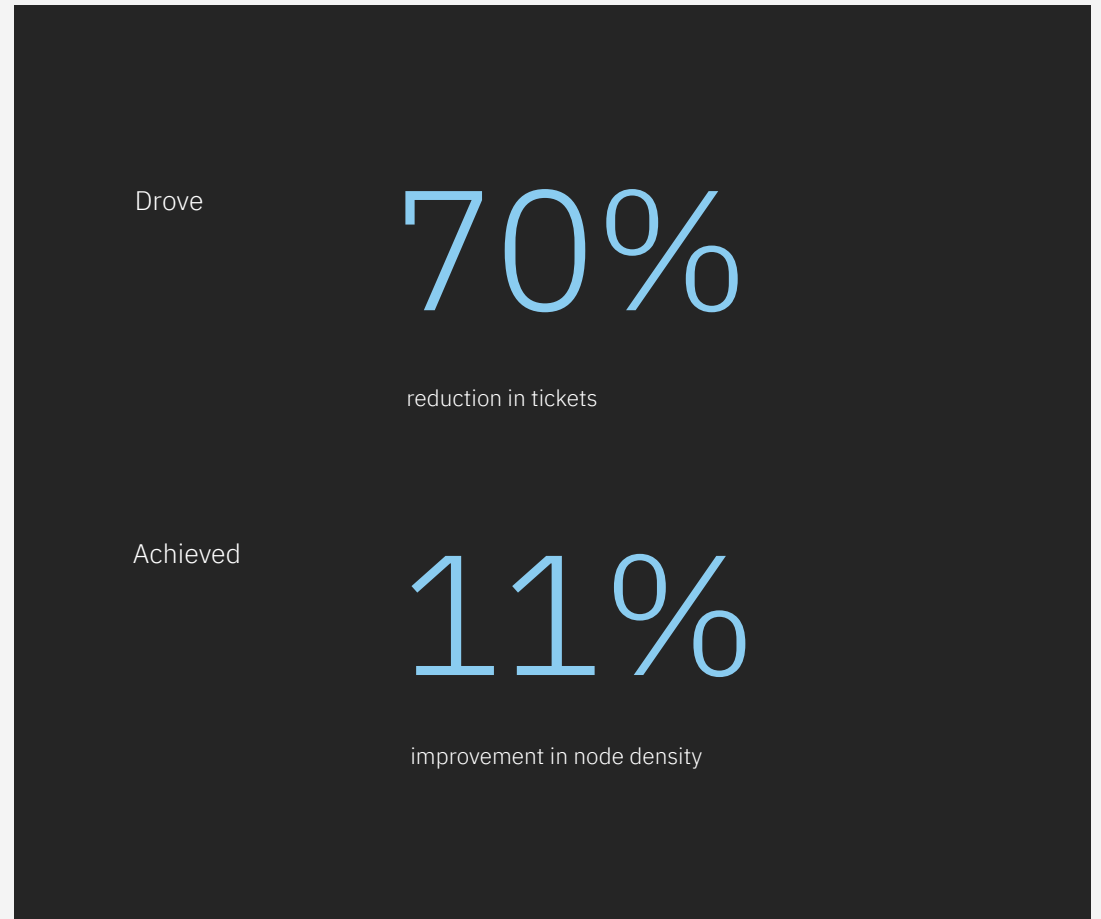 Drove
70%
reduction in tickets
Achieved
11%
improvement in node density